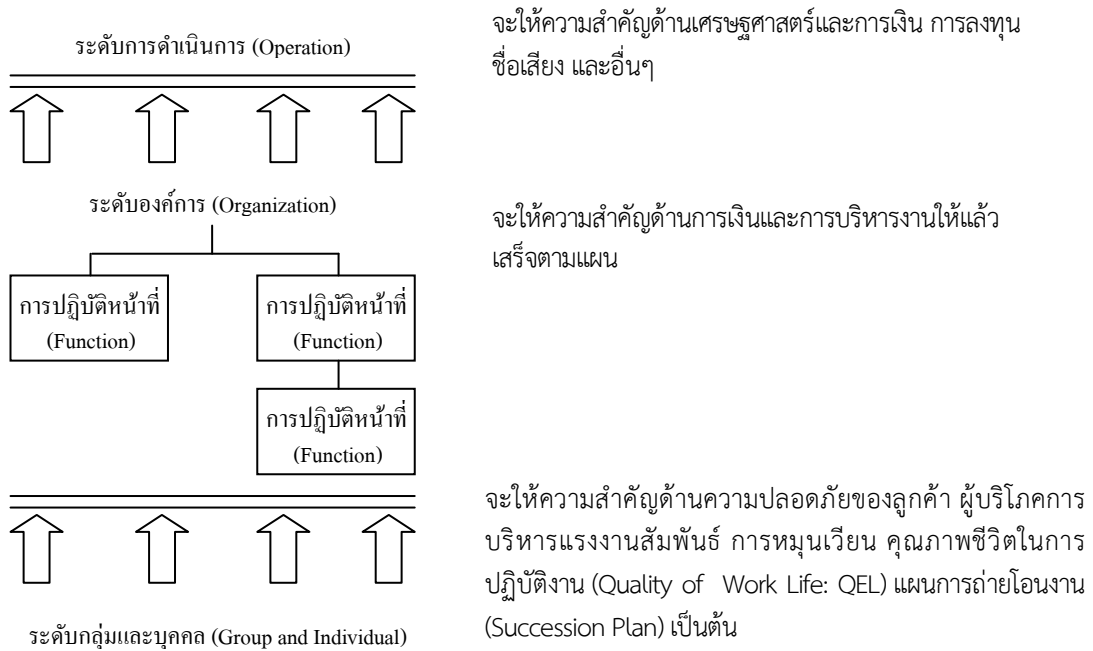 ระดับการดำเนินการ (Operation)
จะให้ความสำคัญด้านเศรษฐศาสตร์และการเงิน การลงทุน
ชื่อเสียง และอื่นๆ
ระดับองค์การ (Organization)
จะให้ความสำคัญด้านการเงินและการบริหารงานให้แล้ว
เสร็จตามแผน
การปฏิบัติหน้าที่
(Function)
การปฏิบัติหน้าที่
(Function)
การปฏิบัติหน้าที่
(Function)
จะให้ความสำคัญด้านความปลอดภัยของลูกค้า ผู้บริโภคการ
บริหารแรงงานสัมพันธ์ การหมุนเวียน คุณภาพชีวิตในการ
ปฏิบัติงาน (Quality of Work Life: QEL) แผนการถ่ายโอนงาน
(Succession Plan) เป็นต้น
ระดับกลุ่มและบุคคล (Group and Individual)